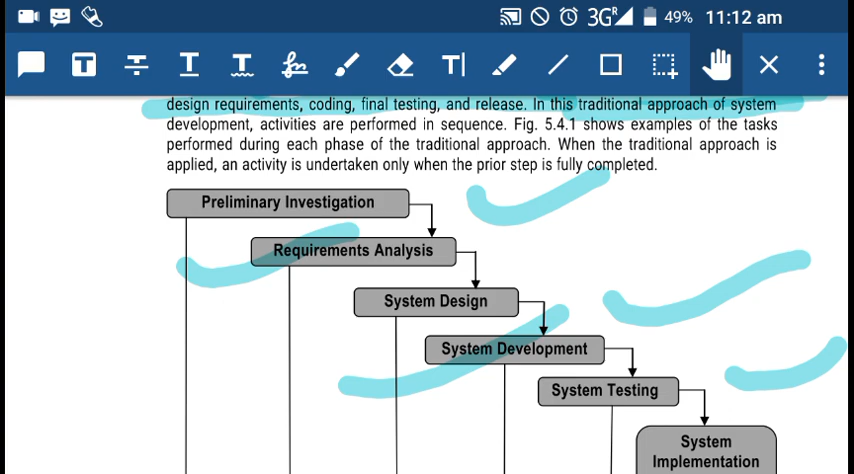 3G R 49% 11:12 am
T T T T
design requirements, coding, final testing, and release. In this traditional approach of system
development, activities are performed in sequence. Fig. 5.4.1 shows examples of the tasks
performed during each phase of the traditional approach. When the traditional approach is
applied, an activity is undertaken only when the prior step is fully completed.
Preliminary Investigation
Requirements Analysis
System Design
System Development
System Testing
System
Implementation